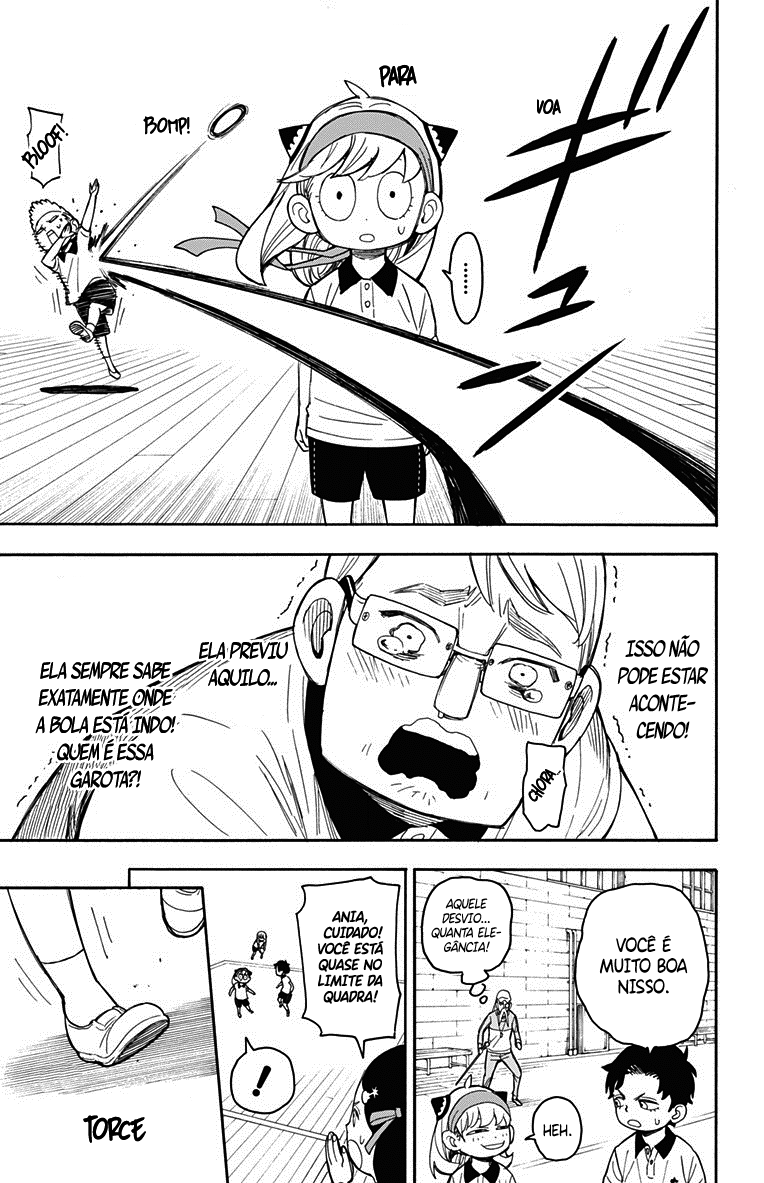 VOA
ギュン
PARA
......
BOMP!
BLOOF!
ISSO NÃO
PODE ESTAR
ACONTE-
CENDO!
ELA PREVIU
AQUILO...
ELA SEMPRE SABE
EXATAMENTE ONDE
A BOLA ESTÁ INDO!
QUEM É ESSA
GAROTA?!
CHORA...
VOCÊ É
MUITO BOA
NISSO.
AQUELE
DESVIO...
QUANTA ELE-
GÂNCIA!
HEH.
ANIA,
CUIDADO!
VOCÊ ESTÁ
QUASE NO
LIMITE DA
QUADRA!
!
TORCE